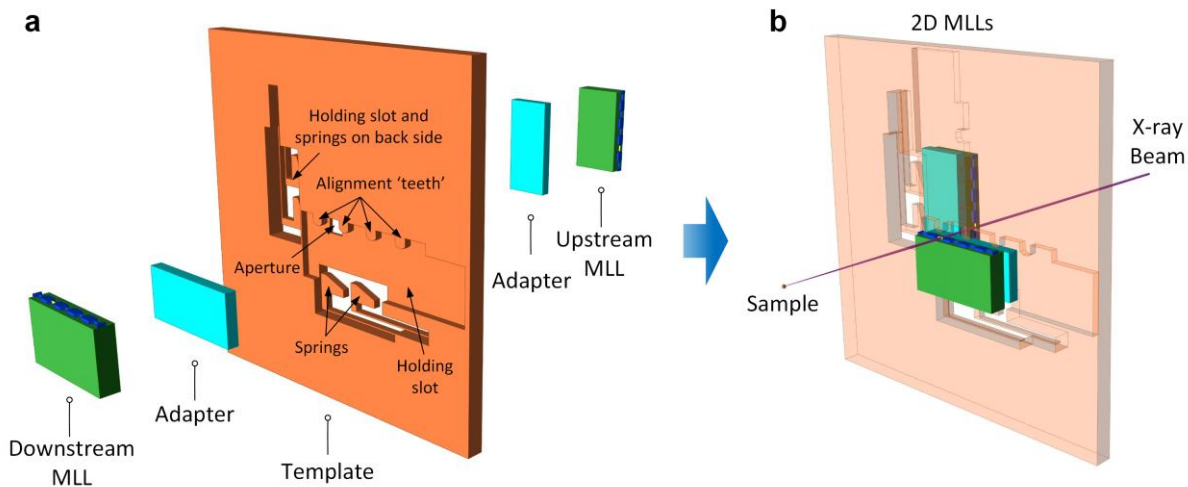 a
Holding slot and
springs on back side
Alignment ‘teeth’
Aperture
Springs
Holding
slot
Downstream
MLL
Adapter
Template
Adapter
Upstream
MLL
b
2D MLLs
X-ray
Beam
Sample